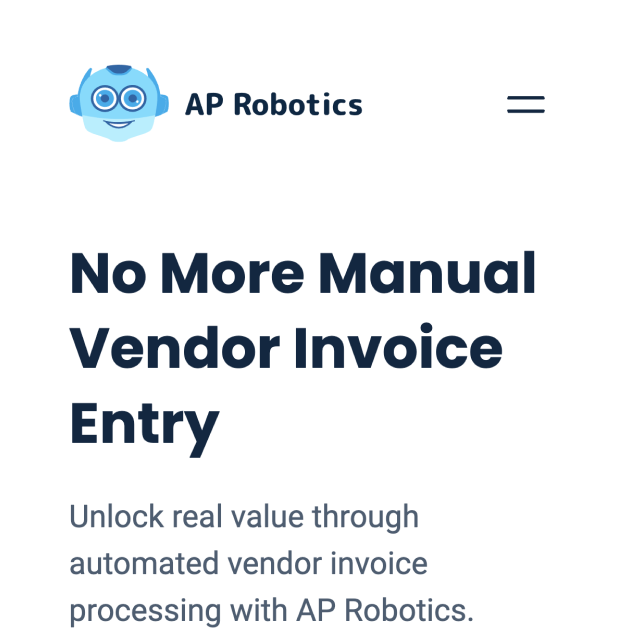 AP Robotics
No More Manual
Vendor Invoice
Entry
Unlock real value through
automated vendor invoice
processing with AP Robotics.